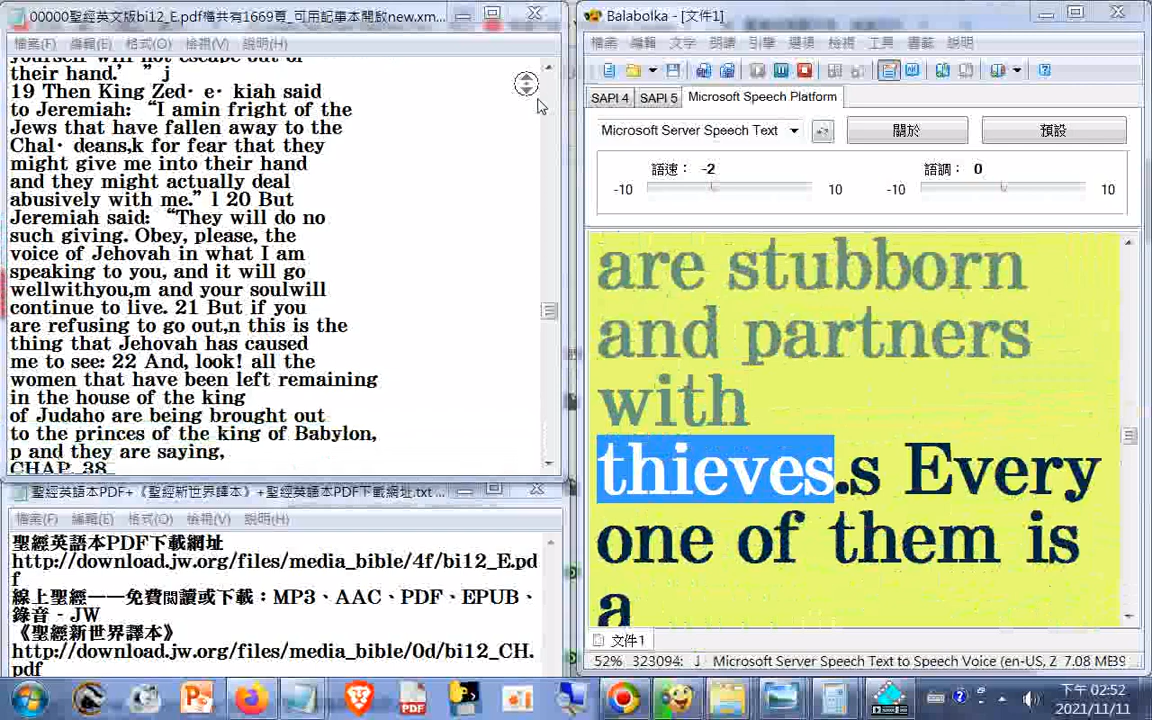 00000聖經英文版bi12_E.pdf檔共有1669頁_可用記事本開啟new.xm...
檔案(F) 編輯(E) 格式(O) 檢視(V) 說明(H)
yourself will not escape out of
their hand.’ ” j
19 Then King Zed· e· kiah said
to Jeremiah: “I amin fright of the
Jews that have fallen away to the
Chal· deans,k for fear that they
might give me into their hand
and they might actually deal
abusively with me.” l 20 But
Jeremiah said: “They will do no
such giving. Obey, please, the
voice of Jehovah in what I am
speaking to you, and it will go
wellwithyou,m and your soulwill
continue to live. 21 But if you
are refusing to go out,n this is the
thing that Jehovah has caused
me to see: 22 And, look! all the
women that have been left remaining
in the house of the king
of Judaho are being brought out
to the princes of the king of Babylon,
p and they are saying,
CHAP. 38
聖經英語本PDF+《聖經新世界譯本》+聖經英語本PDF下載網址.txt ...
檔案(F) 編輯(E) 格式(O) 檢視(V) 說明(H)
聖經英語本PDF下載網址
http://download.jw.org/files/media_bible/4f/bi12_E.pd
f
線上聖經——免費閱讀或下載：MP3、AAC、PDF、EPUB、
錄音 - JW
《聖經新世界譯本》
http://download.jw.org/files/media_bible/0d/bi12_CH.
pdf
Balabolka - [文件1]
檔案 編輯 文字 朗讀 引擎 選項 檢視 工具 書籤 說明
SAPI 4 SAPI 5 Microsoft Speech Platform
Microsoft Server Speech Text 關於 預設
語速： -2 語調： 0
-10 10 -10 10
are stubborn
and partners
with
thieves.s Every
one of them is
a
文件1
52% 323094: Microsoft Server Speech Text to Speech Voice (en-US, Z 7.08 MB
下午 02:52
2021/11/11